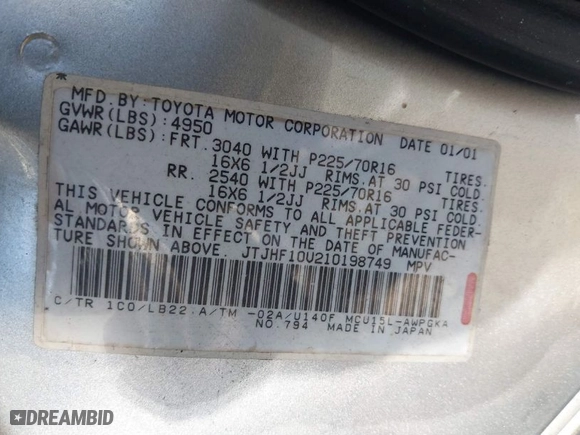 MFD. BY: TOYOTA MOTOR CORPORATION DATE 01/01
GVWR(LBS):4950
GAWR(LBS):FRT. 3040 WITH P225/70R16 TIRES.
16X6 1/2JJ RIMS.AT 30 PSI COLD.
RR. 2540 WITH P225/70R16 TIRES.
16X6 1/2JJ RIMS.AT 30 PSI COLD.
THIS VEHICLE CONFORMS TO ALL APPLICABLE FEDER-
AL MOTOR VEHICLE SAFETY AND THEFT PREVENTION
STANDARDS IN EFFECT ON THE DATE OF MANUFAC-
TURE SHOWN ABOVE. JTJHF10U210198749 MPV
C/TR 1C0/LB22.A/TM -02A/U140F MCU15L-AWPGKA
NO.794 MADE IN JAPAN
DREAMBID